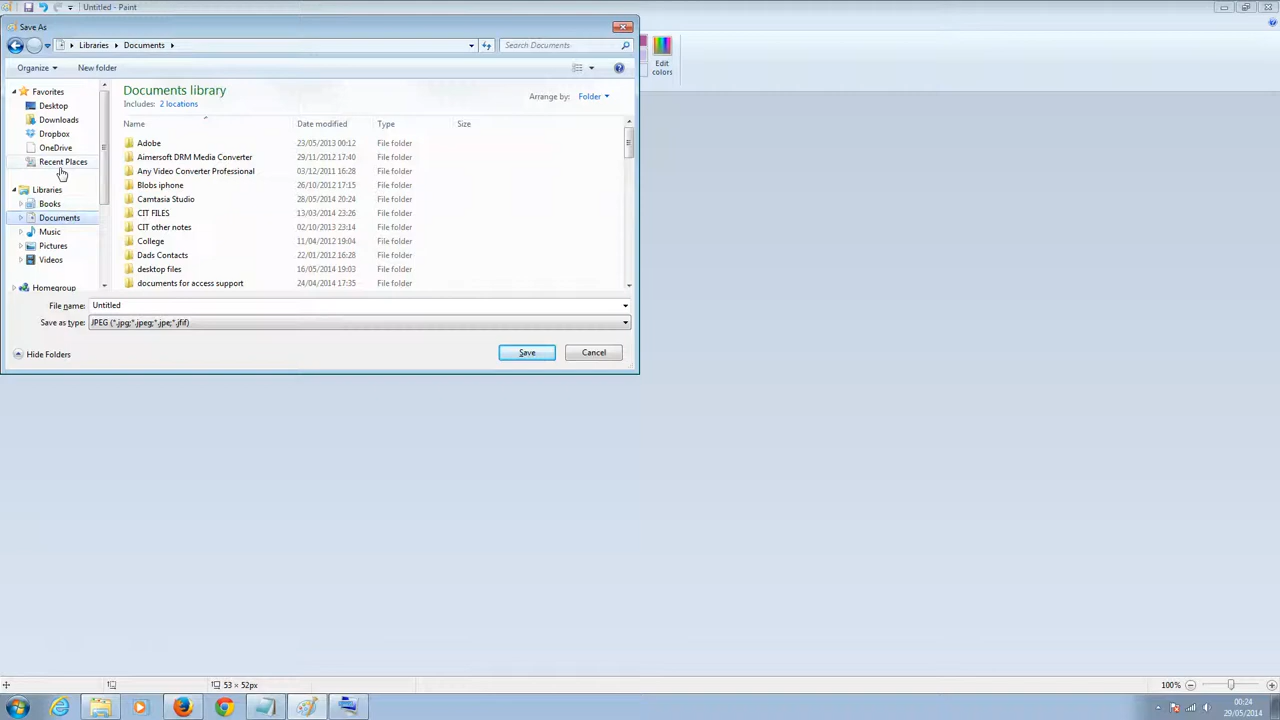 Untitled - Paint
Save As
Libraries Documents
Search Documents
Organize New folder
Edit colors
Favorites
Desktop
Downloads
Dropbox
OneDrive
Recent Places
Libraries
Books
Documents
Music
Pictures
Videos
Homegroup
Documents library
Includes: 2 locations
Arrange by: Folder
Name Date modified Type Size
Adobe 23/05/2013 00:12 File folder
Aimersoft DRM Media Converter 29/11/2012 17:40 File folder
Any Video Converter Professional 03/12/2011 16:28 File folder
Blobs iphone 26/10/2012 17:15 File folder
Camtasia Studio 28/05/2014 20:24 File folder
CIT FILES 13/03/2014 23:26 File folder
CIT other notes 02/10/2013 23:14 File folder
College 11/04/2012 19:04 File folder
Dads Contacts 22/01/2012 16:28 File folder
desktop files 16/05/2014 19:03 File folder
documents for access support 24/04/2014 17:35 File folder
File name: Untitled
Save as type: JPEG (*.jpg;*.jpeg;*.jpe;*.jfif)
Hide Folders
Save Cancel
53 × 52px
100%
00:24
29/05/2014